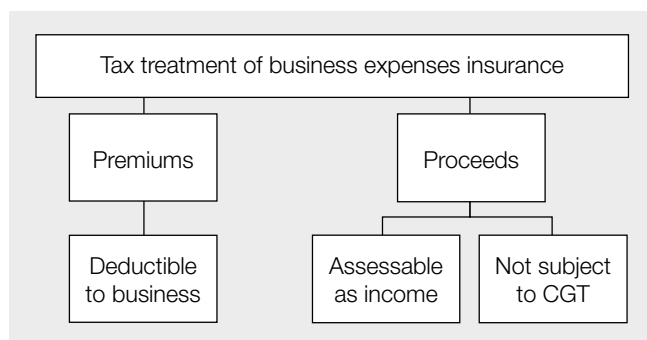 Tax treatment of business expenses insurance
Premiums
Proceeds
Deductible
to business
Assessable
as income
Not subject
to CGT